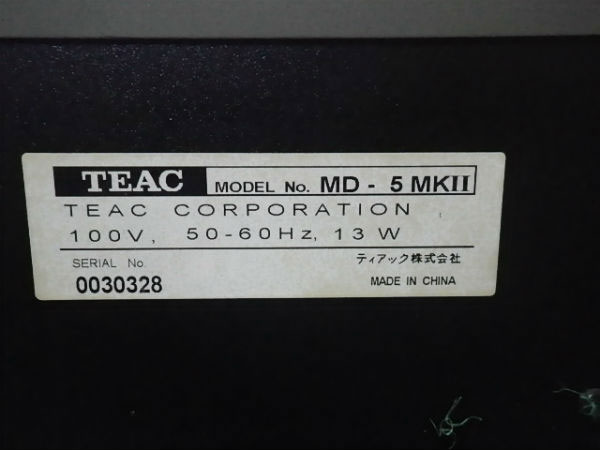 TEAC MODEL No. MD - 5 MKII
TEAC CORPORATION
100V, 50-60Hz, 13 W
SERIAL No. ティアック株式会社
0030328 MADE IN CHINA